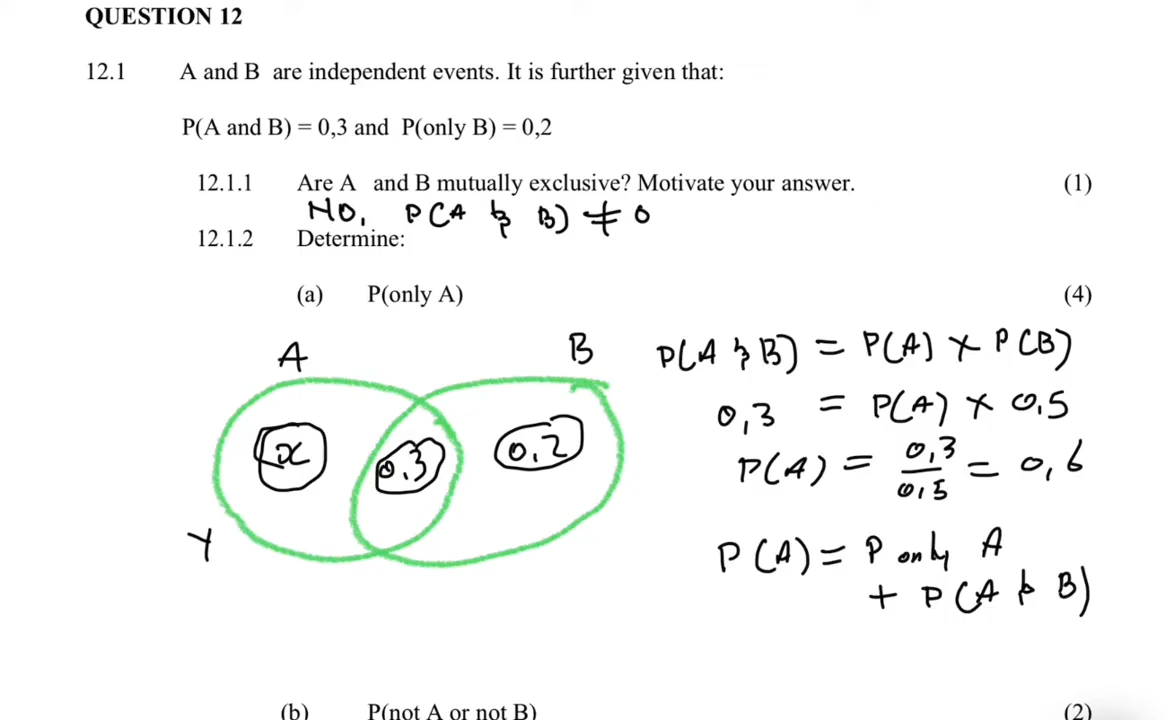 QUESTION 12
12.1 A and B are independent events. It is further given that:
P(A and B) = 0,3 and P(only B) = 0,2
12.1.1 Are A and B mutually exclusive? Motivate your answer. (1)
NO, P(A & B) ≠ 0
12.1.2 Determine:
(a) P(only A) (4)
A B P(A & B) = P(A) × P(B)
0,3 = P(A) × 0,5
x 0,3 0,2
P(A) = 0,3/0,5 = 0,6
Y
P(A) = P only A
+ P(A & B)
(b) P(not A or not B) (2)